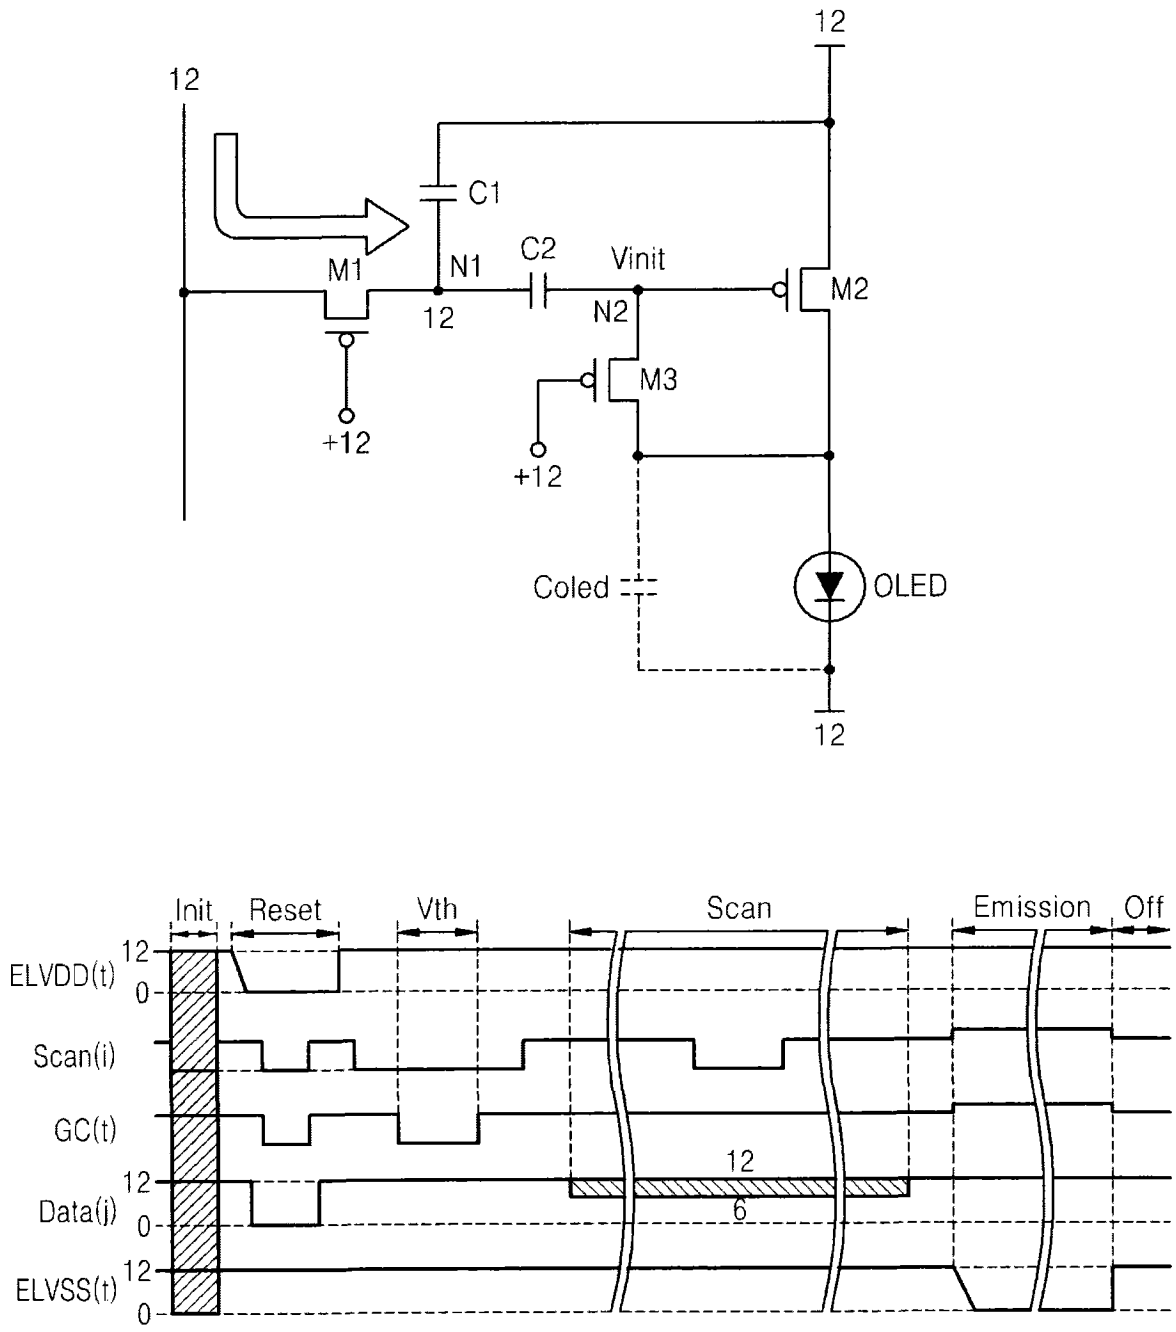 12
12
C1
M1
N1
C2
Vinit
M2
12
N2
M3
+12
+12
Coled
OLED
12
Init
Reset
Vth
Scan
Emission
Off
ELVDD(t)
12
0
Scan(i)
GC(t)
Data(j)
12
0
12
6
ELVSS(t)
12
0